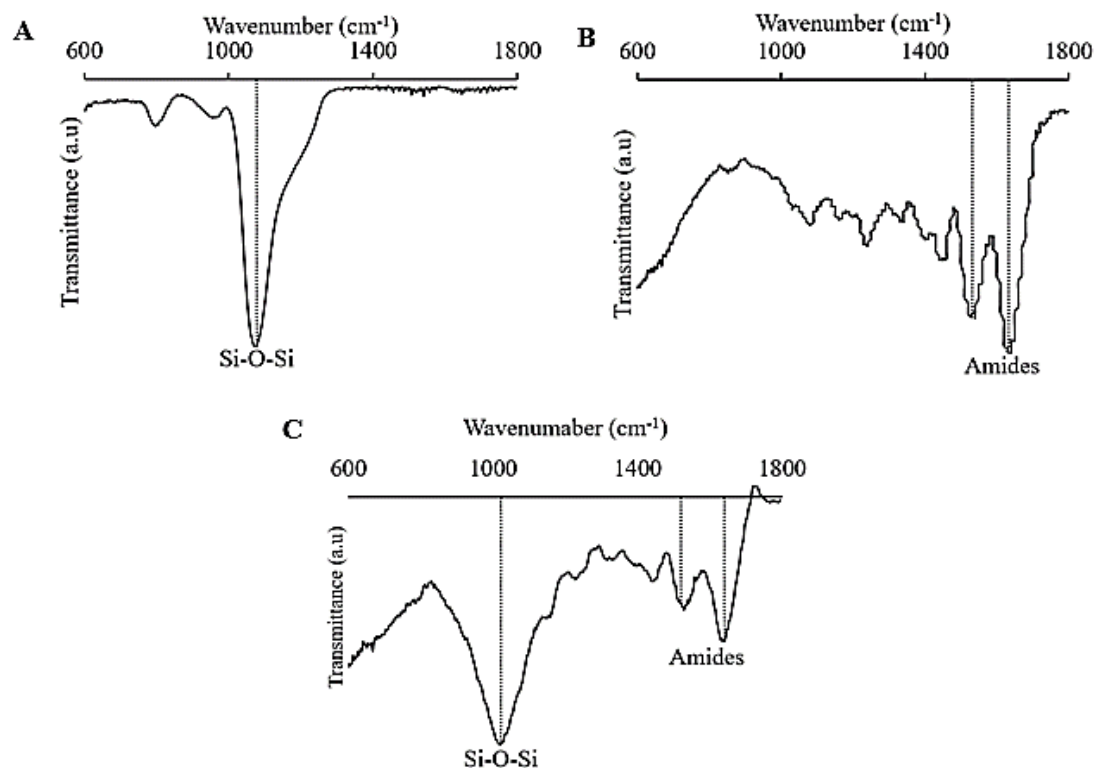 A
Wavenumber (cm-1)
600 1000 1400 1800
Transmittance (a.u)
Si-O-Si
B
Wavenumber (cm-1)
600 1000 1400 1800
Transmittance (a.u)
Amides
C
Wavenumaber (cm-1)
600 1000 1400 1800
Transmittance (a.u)
Amides
Si-O-Si